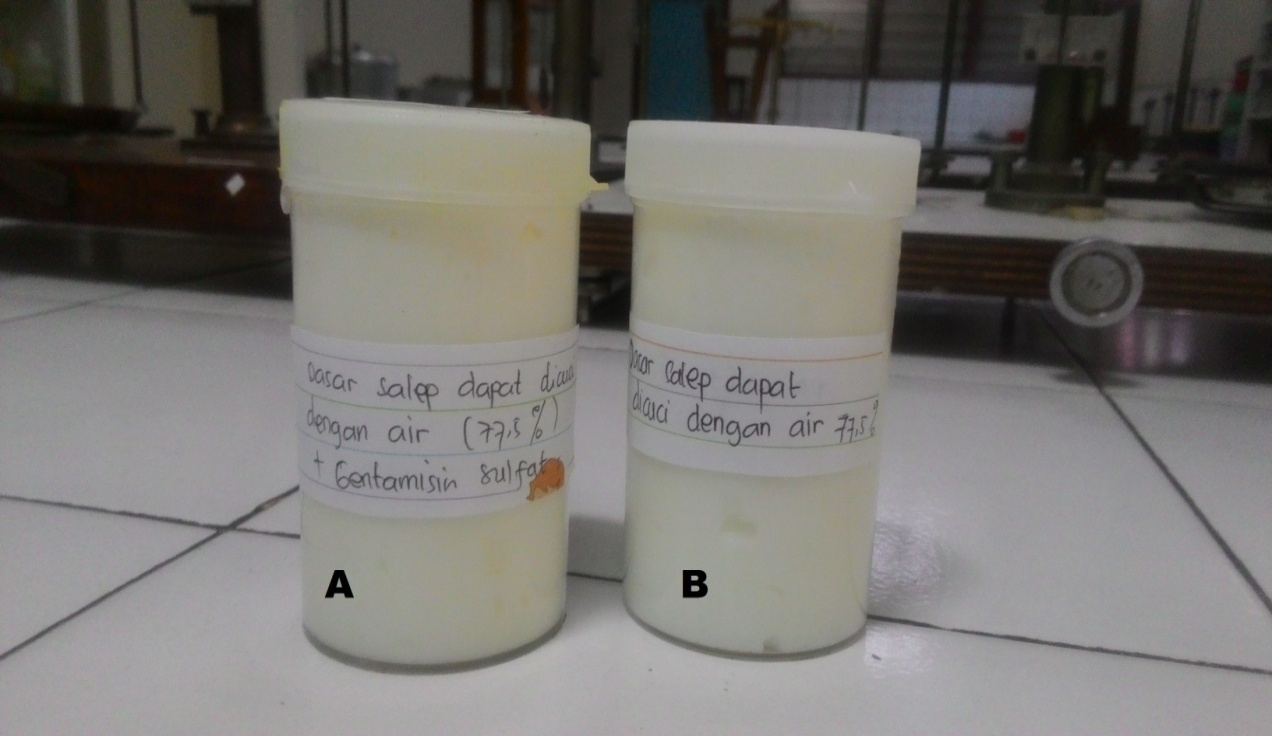 Dasar salep dapat dicuci
dengan air (77,5%)
+ Gentamisin sulfat
A
Dasar salep dapat
dicuci dengan air 77,5%
B